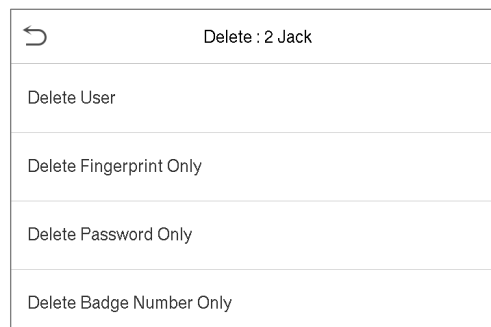 Delete : 2 Jack
Delete User
Delete Fingerprint Only
Delete Password Only
Delete Badge Number Only